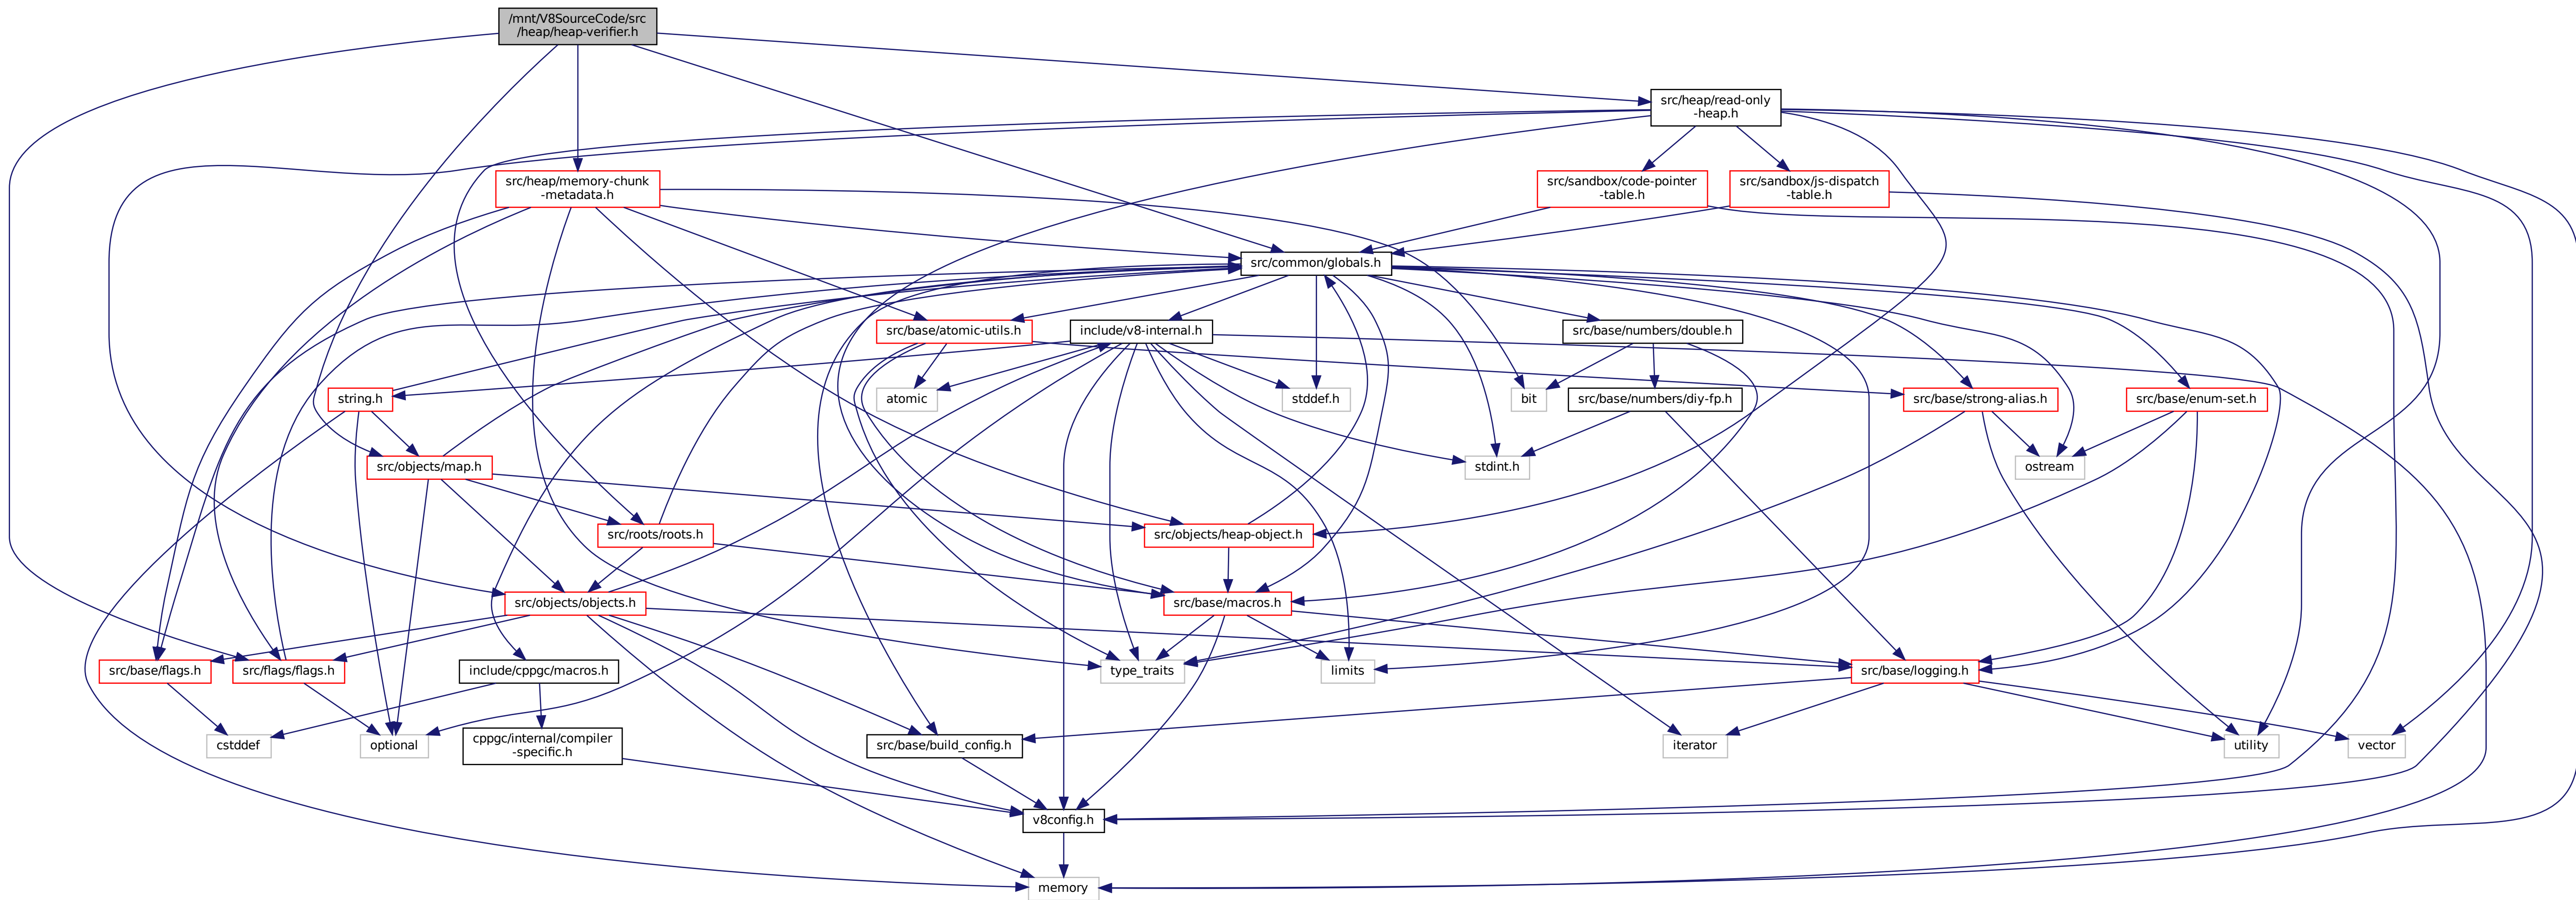 /mnt/V8SourceCode/src
/heap/heap-verifier.h
src/heap/read-only
-heap.h
src/heap/memory-chunk
-metadata.h
src/sandbox/code-pointer
-table.h
src/sandbox/js-dispatch
-table.h
src/common/globals.h
src/base/atomic-utils.h
include/v8-internal.h
src/base/numbers/double.h
string.h
atomic
stddef.h
bit
src/base/numbers/diy-fp.h
src/base/strong-alias.h
src/base/enum-set.h
src/objects/map.h
stdint.h
ostream
src/roots/roots.h
src/objects/heap-object.h
src/objects/objects.h
src/base/macros.h
src/base/flags.h
src/flags/flags.h
include/cppgc/macros.h
type_traits
limits
src/base/logging.h
cstddef
optional
cppgc/internal/compiler
-specific.h
src/base/build_config.h
iterator
utility
vector
v8config.h
memory